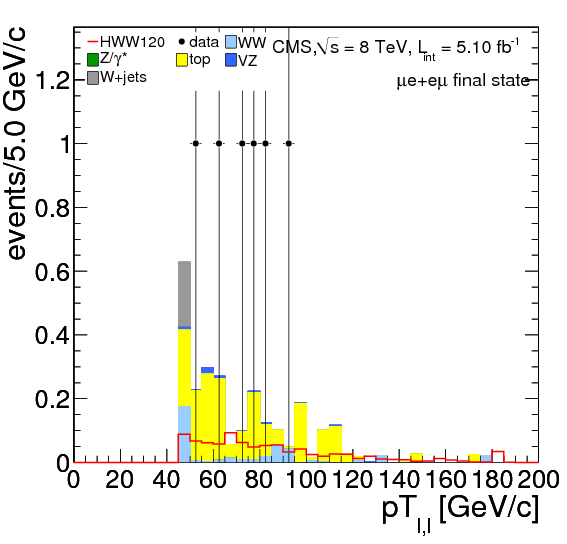 HWW120 data WW CMS,√s = 8 TeV, L_int = 5.10 fb⁻¹
Z/γ* top VZ
W+jets μe+eμ final state
events/5.0 GeV/c
1.2
1
0.8
0.6
0.4
0.2
0
0 20 40 60 80 100 120 140 160 180 200
pT_l,l [GeV/c]